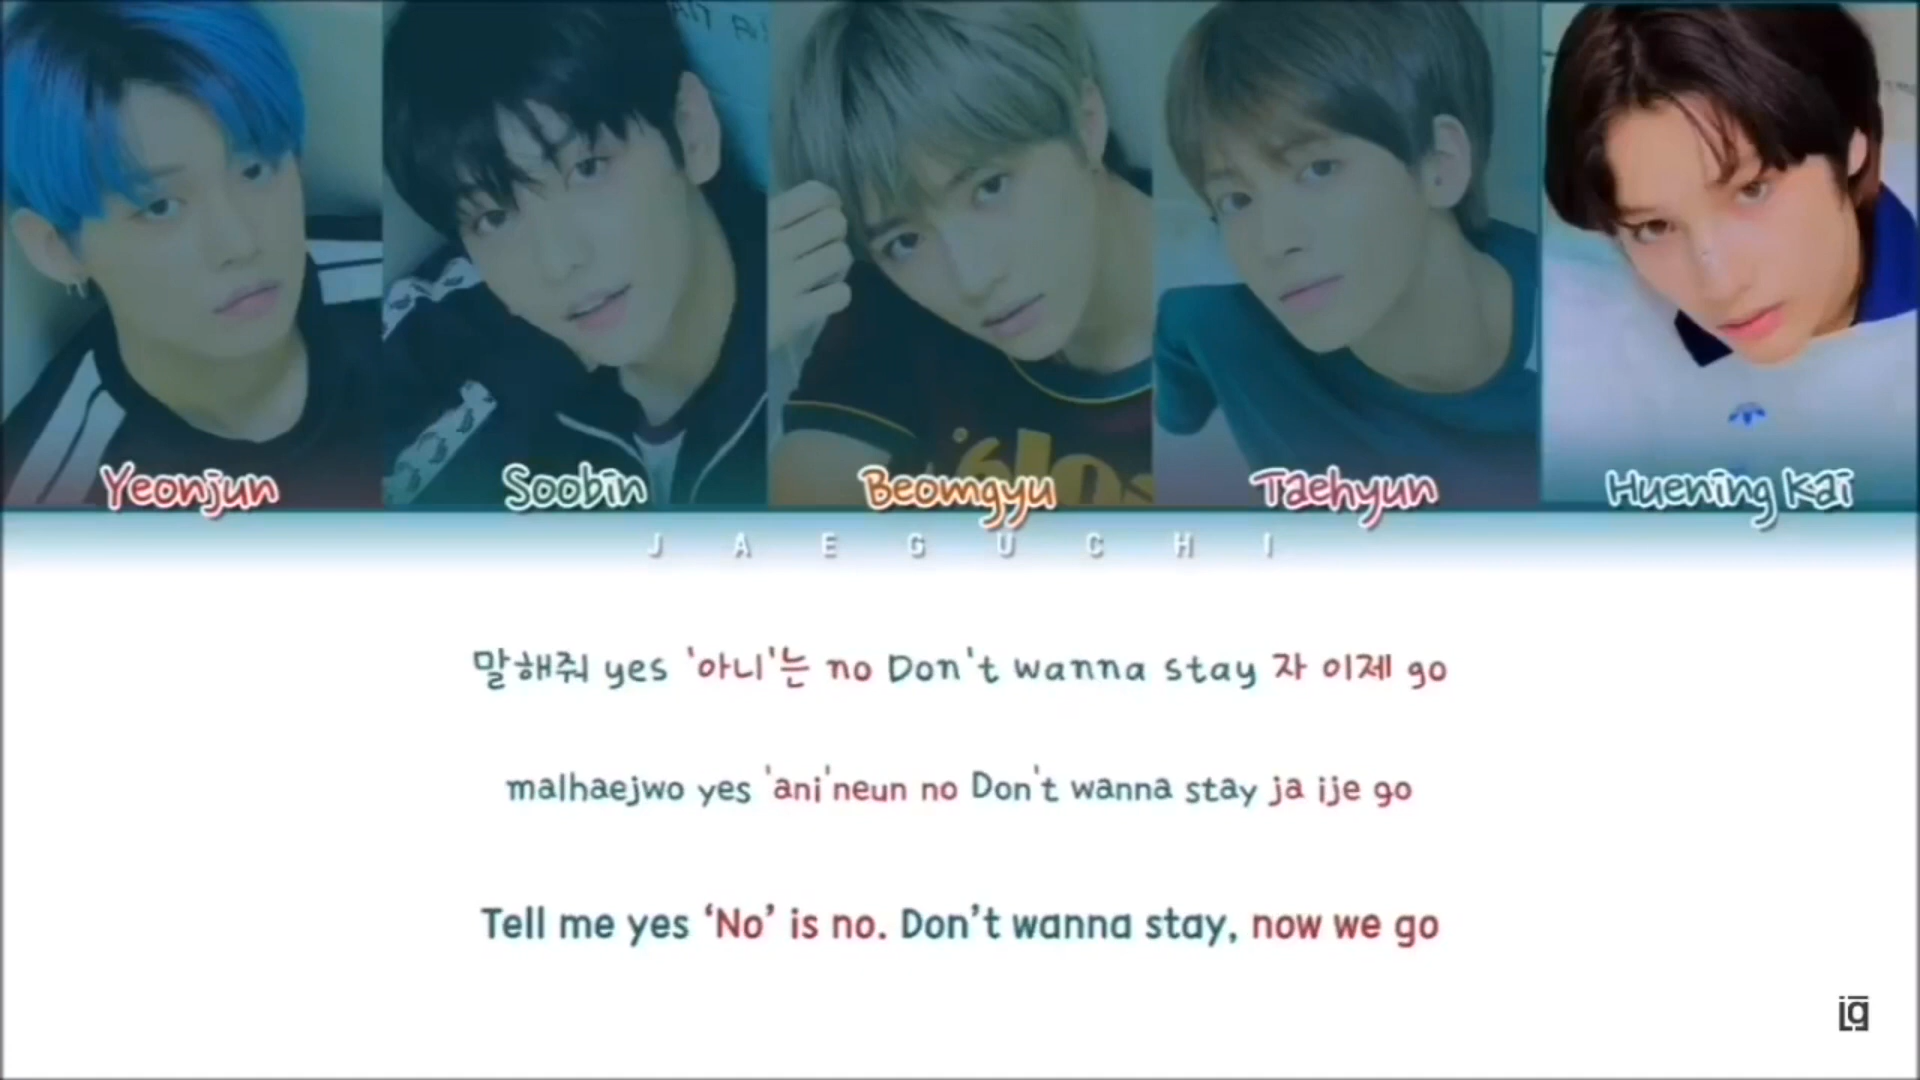 Yeonjun
Soobin
Beomgyu
Taehyun
Huening Kai
JAEGUCHI
말해줘 yes '아니'는 no Don't wanna stay 자 이제 go
malhaejwo yes 'ani'neun no Don't wanna stay ja ije go
Tell me yes ‘No’ is no. Don’t wanna stay, now we go